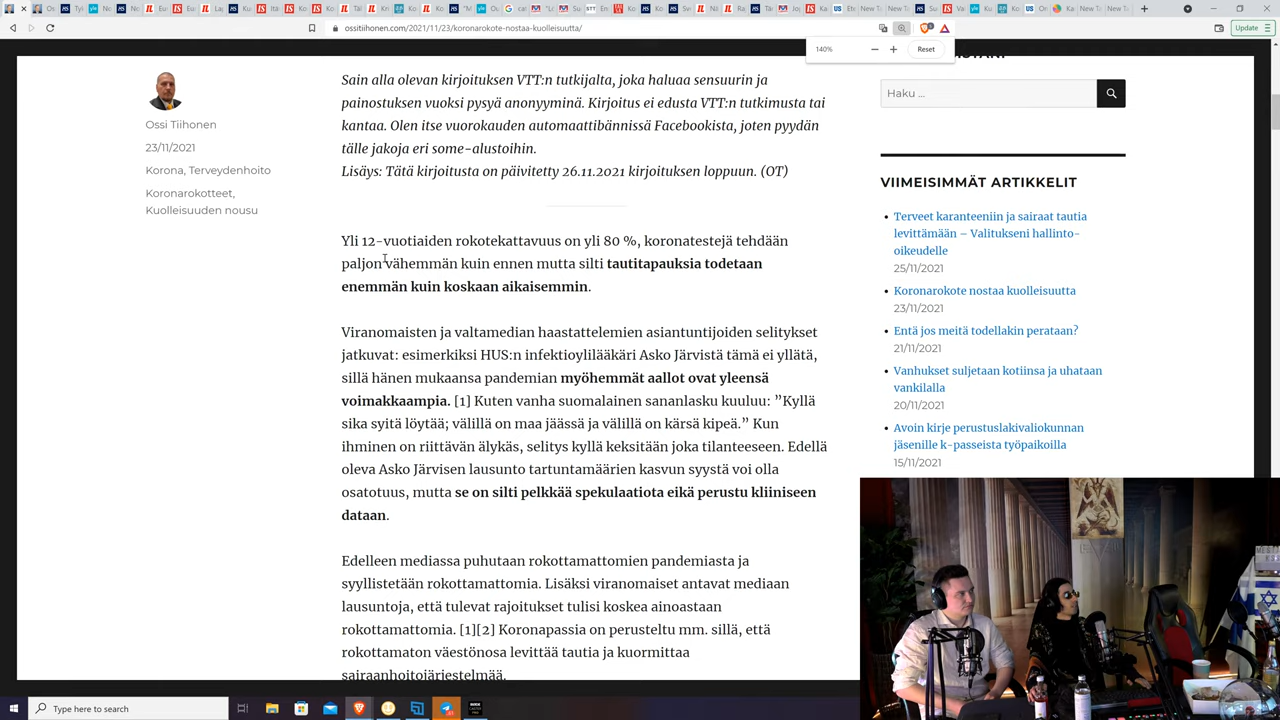 ossitiihonen.com/2021/11/23/koronarokote-nostaa-kuolleisuutta/
Update
140%
Reset
Ossi Tiihonen
23/11/2021
Korona, Terveydenhoito
Koronarokotteet,
Kuolleisuuden nousu
Sain alla olevan kirjoituksen VTT:n tutkijalta, joka haluaa sensuurin ja
painostuksen vuoksi pysyä anonyyminä. Kirjoitus ei edusta VTT:n tutkimusta tai
kantaa. Olen itse vuorokauden automaattibännissä Facebookista, joten pyydän
tälle jakoja eri some-alustoihin.
Lisäys: Tätä kirjoitusta on päivitetty 26.11.2021 kirjoituksen loppuun. (OT)
Yli 12-vuotiaiden rokotekattavuus on yli 80 %, koronatestejä tehdään
paljon vähemmän kuin ennen mutta silti tautitapauksia todetaan
enemmän kuin koskaan aikaisemmin.
Viranomaisten ja valtamedian haastattelemien asiantuntijoiden selitykset
jatkuvat: esimerkiksi HUS:n infektioylilääkäri Asko Järvistä tämä ei yllätä,
sillä hänen mukaansa pandemian myöhemmät aallot ovat yleensä
voimakkaampia. [1] Kuten vanha suomalainen sananlasku kuuluu: ”Kyllä
sika syitä löytää; välillä on maa jäässä ja välillä on kärsä kipeä.” Kun
ihminen on riittävän älykäs, selitys kyllä keksitään joka tilanteeseen. Edellä
oleva Asko Järvisen lausunto tartuntamäärien kasvun syystä voi olla
osatotuus, mutta se on silti pelkkää spekulaatiota eikä perustu kliiniseen
dataan.
Edelleen mediassa puhutaan rokottamattomien pandemiasta ja
syyllistetään rokottamattomia. Lisäksi viranomaiset antavat mediaan
lausuntoja, että tulevat rajoitukset tulisi koskea ainoastaan
rokottamattomia. [1][2] Koronapassia on perusteltu mm. sillä, että
rokottamaton väestönosa levittää tautia ja kuormittaa
sairaanhoitojärjestelmää.
Haku …
VIIMEISIMMÄT ARTIKKELIT
Terveet karanteeniin ja sairaat tautia
levittämään – Valitukseni hallinto-
oikeudelle
25/11/2021
Koronarokote nostaa kuolleisuutta
23/11/2021
Entä jos meitä todellakin perataan?
21/11/2021
Vanhukset suljetaan kotiinsa ja uhataan
vankilalla
20/11/2021
Avoin kirje perustuslakivaliokunnan
jäsenille k-passeista työpaikoilla
15/11/2021
Type here to search